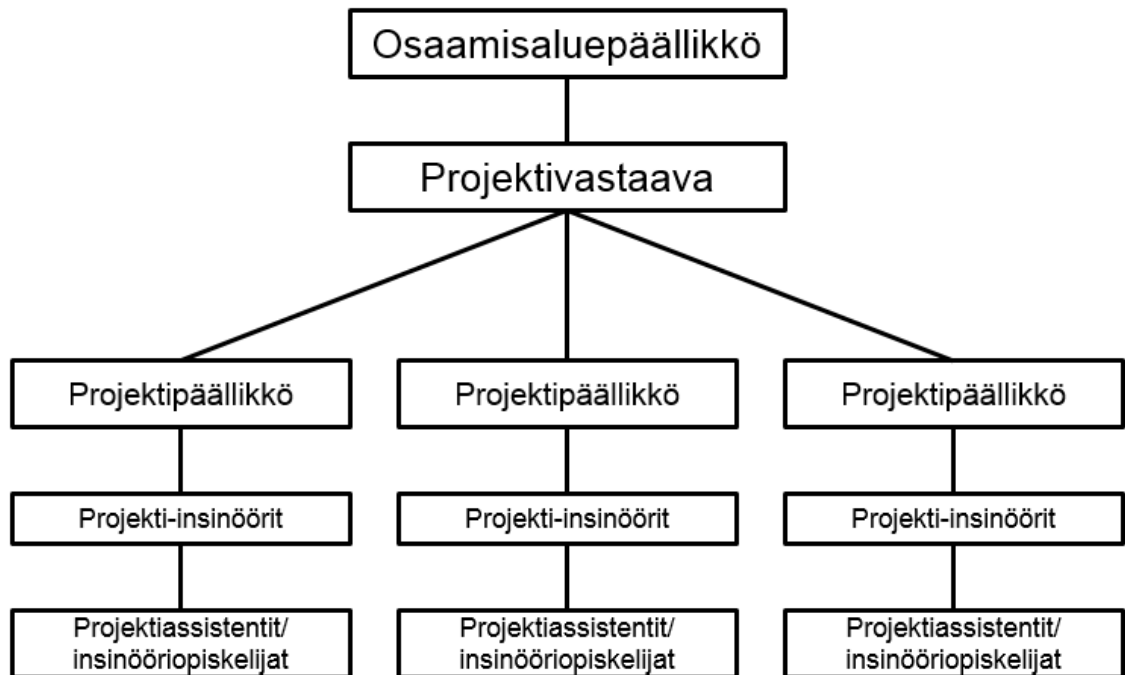 Osaamisaluepäällikkö
Projektivastaava
Projektipäällikkö
Projektipäällikkö
Projektipäällikkö
Projekti-insinöörit
Projekti-insinöörit
Projekti-insinöörit
Projektiassistentit/
insinööriopiskelijat
Projektiassistentit/
insinööriopiskelijat
Projektiassistentit/
insinööriopiskelijat